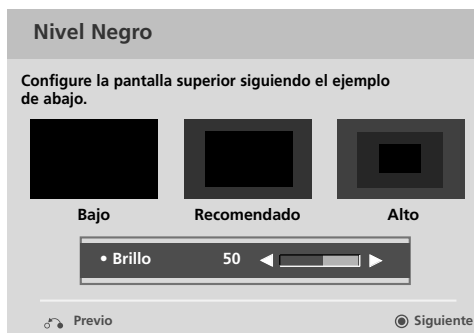 Nivel Negro
Configure la pantalla superior siguiendo el ejemplo
de abajo.
Bajo Recomendado Alto
• Brillo 50
Previo Siguiente